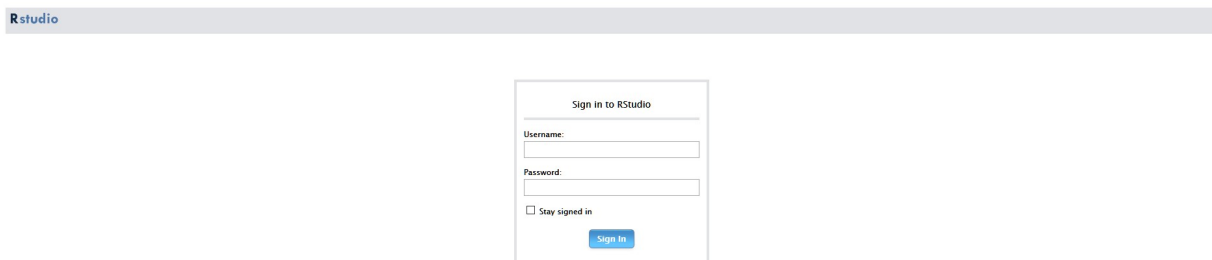 Rstudio
Sign in to RStudio
Username:
Password:
Stay signed in
Sign In